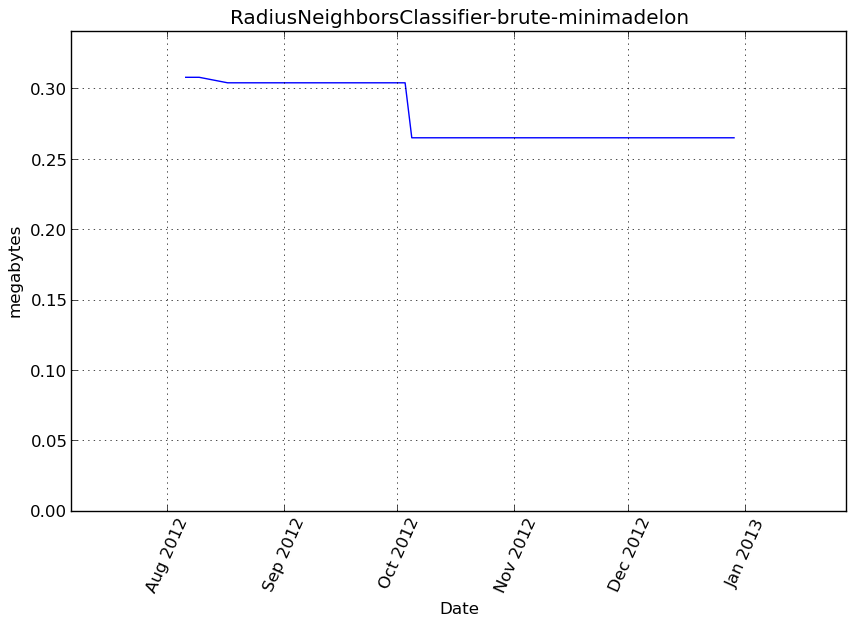 RadiusNeighborsClassifier-brute-minimadelon
0.30
0.25
0.20
0.15
0.10
0.05
0.00
megabytes
Aug 2012
Sep 2012
Oct 2012
Nov 2012
Dec 2012
Jan 2013
Date